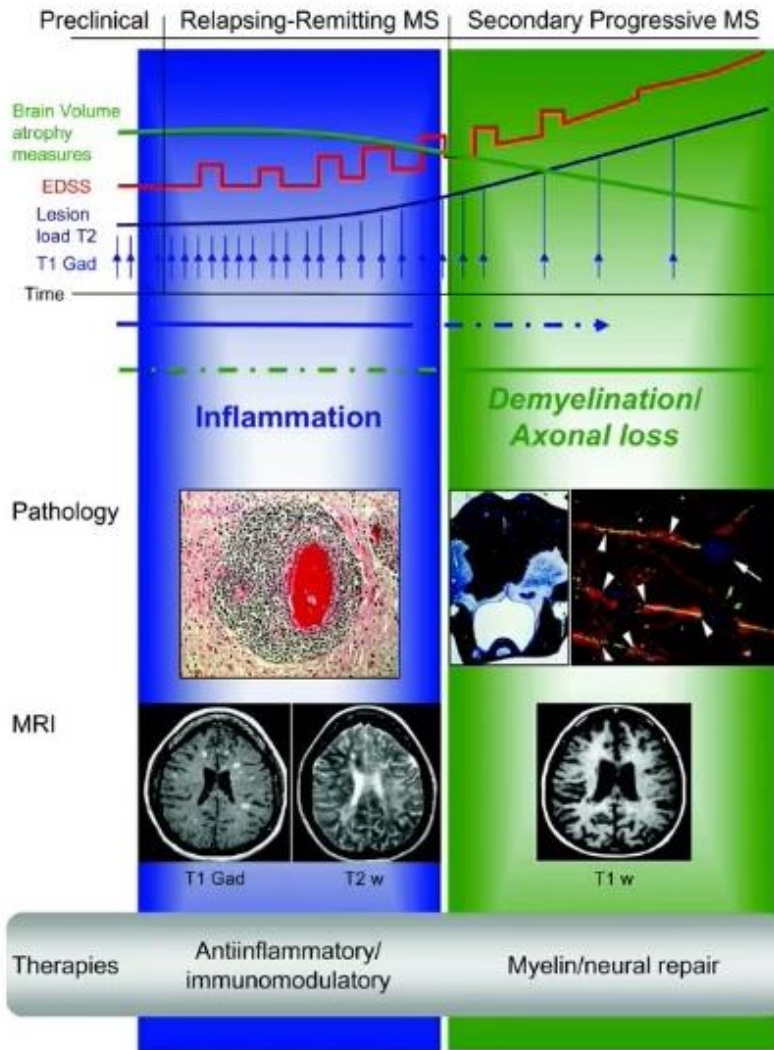 Preclinical
Relapsing-Remitting MS
Secondary Progressive MS
Brain Volume
atrophy
measures
EDSS
Lesion
load T2
T1 Gad
Time
Inflammation
Demyelination/
Axonal loss
Pathology
MRI
T1 Gad
T2 w
T1 w
Therapies
Antiinflammatory/
immunomodulatory
Myelin/neural repair